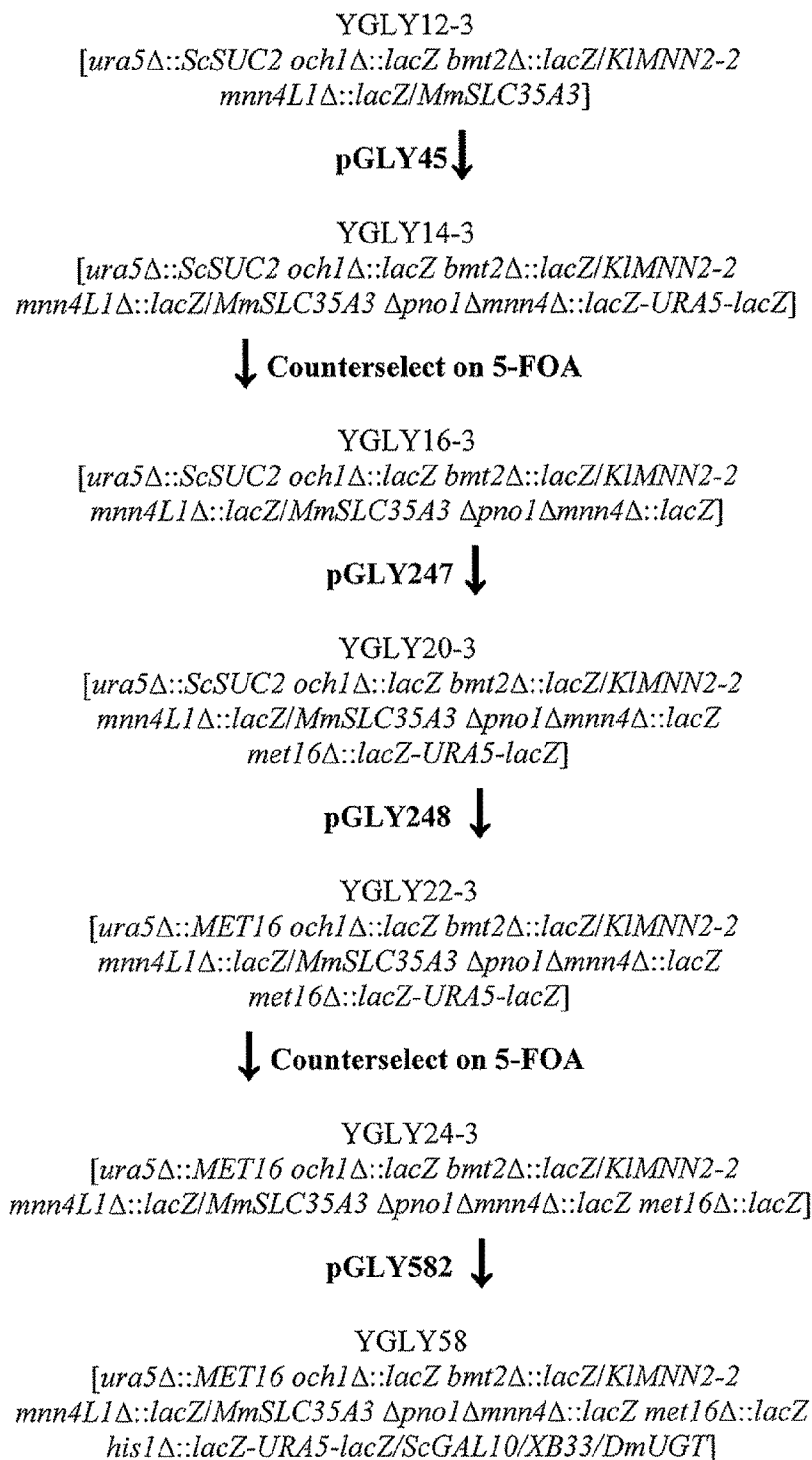 YGLY12-3
[ura5Δ::ScSUC2 och1Δ::lacZ bmt2Δ::lacZ/KlMNN2-2
mnn4L1Δ::lacZ/MmSLC35A3]
pGLY45
YGLY14-3
[ura5Δ::ScSUC2 och1Δ::lacZ bmt2Δ::lacZ/KlMNN2-2
mnn4L1Δ::lacZ/MmSLC35A3 Δpno1Δmnn4Δ::lacZ-URA5-lacZ]
Counterselect on 5-FOA
YGLY16-3
[ura5Δ::ScSUC2 och1Δ::lacZ bmt2Δ::lacZ/KlMNN2-2
mnn4L1Δ::lacZ/MmSLC35A3 Δpno1Δmnn4Δ::lacZ]
pGLY247
YGLY20-3
[ura5Δ::ScSUC2 och1Δ::lacZ bmt2Δ::lacZ/KlMNN2-2
mnn4L1Δ::lacZ/MmSLC35A3 Δpno1Δmnn4Δ::lacZ
met16Δ::lacZ-URA5-lacZ]
pGLY248
YGLY22-3
[ura5Δ::MET16 och1Δ::lacZ bmt2Δ::lacZ/KlMNN2-2
mnn4L1Δ::lacZ/MmSLC35A3 Δpno1Δmnn4Δ::lacZ
met16Δ::lacZ-URA5-lacZ]
Counterselect on 5-FOA
YGLY24-3
[ura5Δ::MET16 och1Δ::lacZ bmt2Δ::lacZ/KlMNN2-2
mnn4L1Δ::lacZ/MmSLC35A3 Δpno1Δmnn4Δ::lacZ met16Δ::lacZ]
pGLY582
YGLY58
[ura5Δ::MET16 och1Δ::lacZ bmt2Δ::lacZ/KlMNN2-2
mnn4L1Δ::lacZ/MmSLC35A3 Δpno1Δmnn4Δ::lacZ met16Δ::lacZ
his1Δ::lacZ-URA5-lacZ/ScGAL10/XB33/DmUGT]